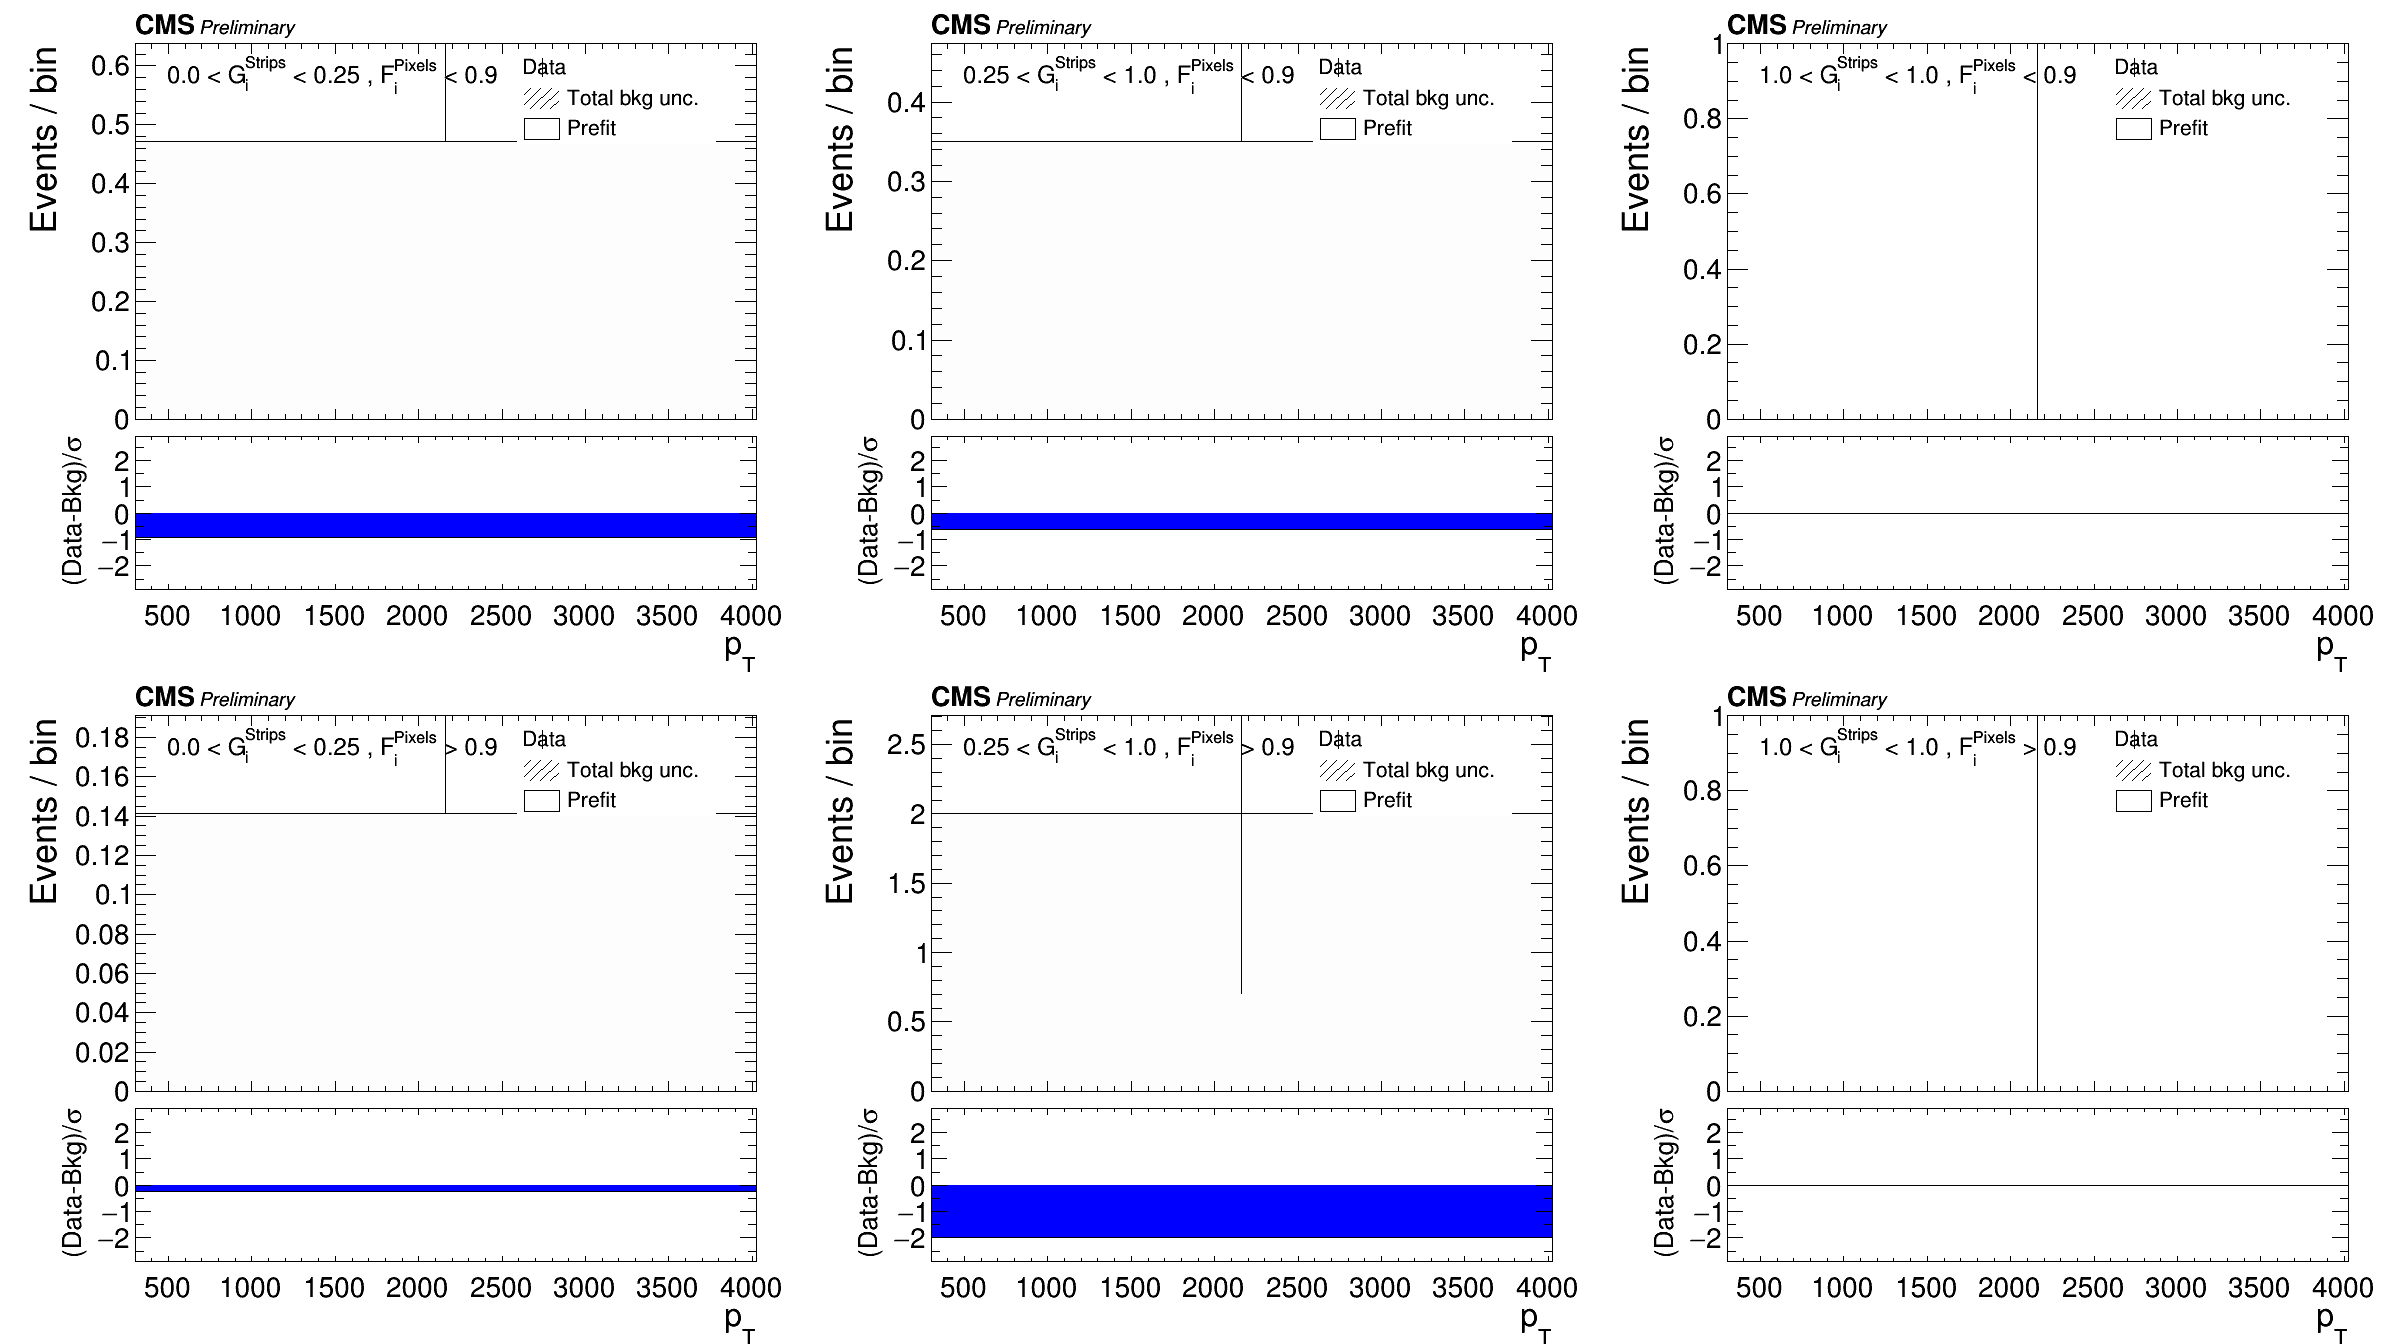 CMS Preliminary
Events / bin
0.6
0.5
0.4
0.3
0.2
0.1
0
0.0 < G_i^Strips < 0.25 , F_i^Pixels < 0.9
Data
Total bkg unc.
Prefit
(Data-Bkg)/σ
2
1
0
−1
−2
500 1000 1500 2000 2500 3000 3500 4000
p_T
CMS Preliminary
Events / bin
0.4
0.3
0.2
0.1
0
0.25 < G_i^Strips < 1.0 , F_i^Pixels < 0.9
Data
Total bkg unc.
Prefit
(Data-Bkg)/σ
2
1
0
−1
−2
500 1000 1500 2000 2500 3000 3500 4000
p_T
CMS Preliminary
Events / bin
1
0.8
0.6
0.4
0.2
0
1.0 < G_i^Strips < 1.0 , F_i^Pixels < 0.9
Data
Total bkg unc.
Prefit
(Data-Bkg)/σ
2
1
0
−1
−2
500 1000 1500 2000 2500 3000 3500 4000
p_T
CMS Preliminary
Events / bin
0.18
0.16
0.14
0.12
0.1
0.08
0.06
0.04
0.02
0
0.0 < G_i^Strips < 0.25 , F_i^Pixels > 0.9
Data
Total bkg unc.
Prefit
(Data-Bkg)/σ
2
1
0
−1
−2
500 1000 1500 2000 2500 3000 3500 4000
p_T
CMS Preliminary
Events / bin
2.5
2
1.5
1
0.5
0
0.25 < G_i^Strips < 1.0 , F_i^Pixels > 0.9
Data
Total bkg unc.
Prefit
(Data-Bkg)/σ
2
1
0
−1
−2
500 1000 1500 2000 2500 3000 3500 4000
p_T
CMS Preliminary
Events / bin
1
0.8
0.6
0.4
0.2
0
1.0 < G_i^Strips < 1.0 , F_i^Pixels > 0.9
Data
Total bkg unc.
Prefit
(Data-Bkg)/σ
2
1
0
−1
−2
500 1000 1500 2000 2500 3000 3500 4000
p_T